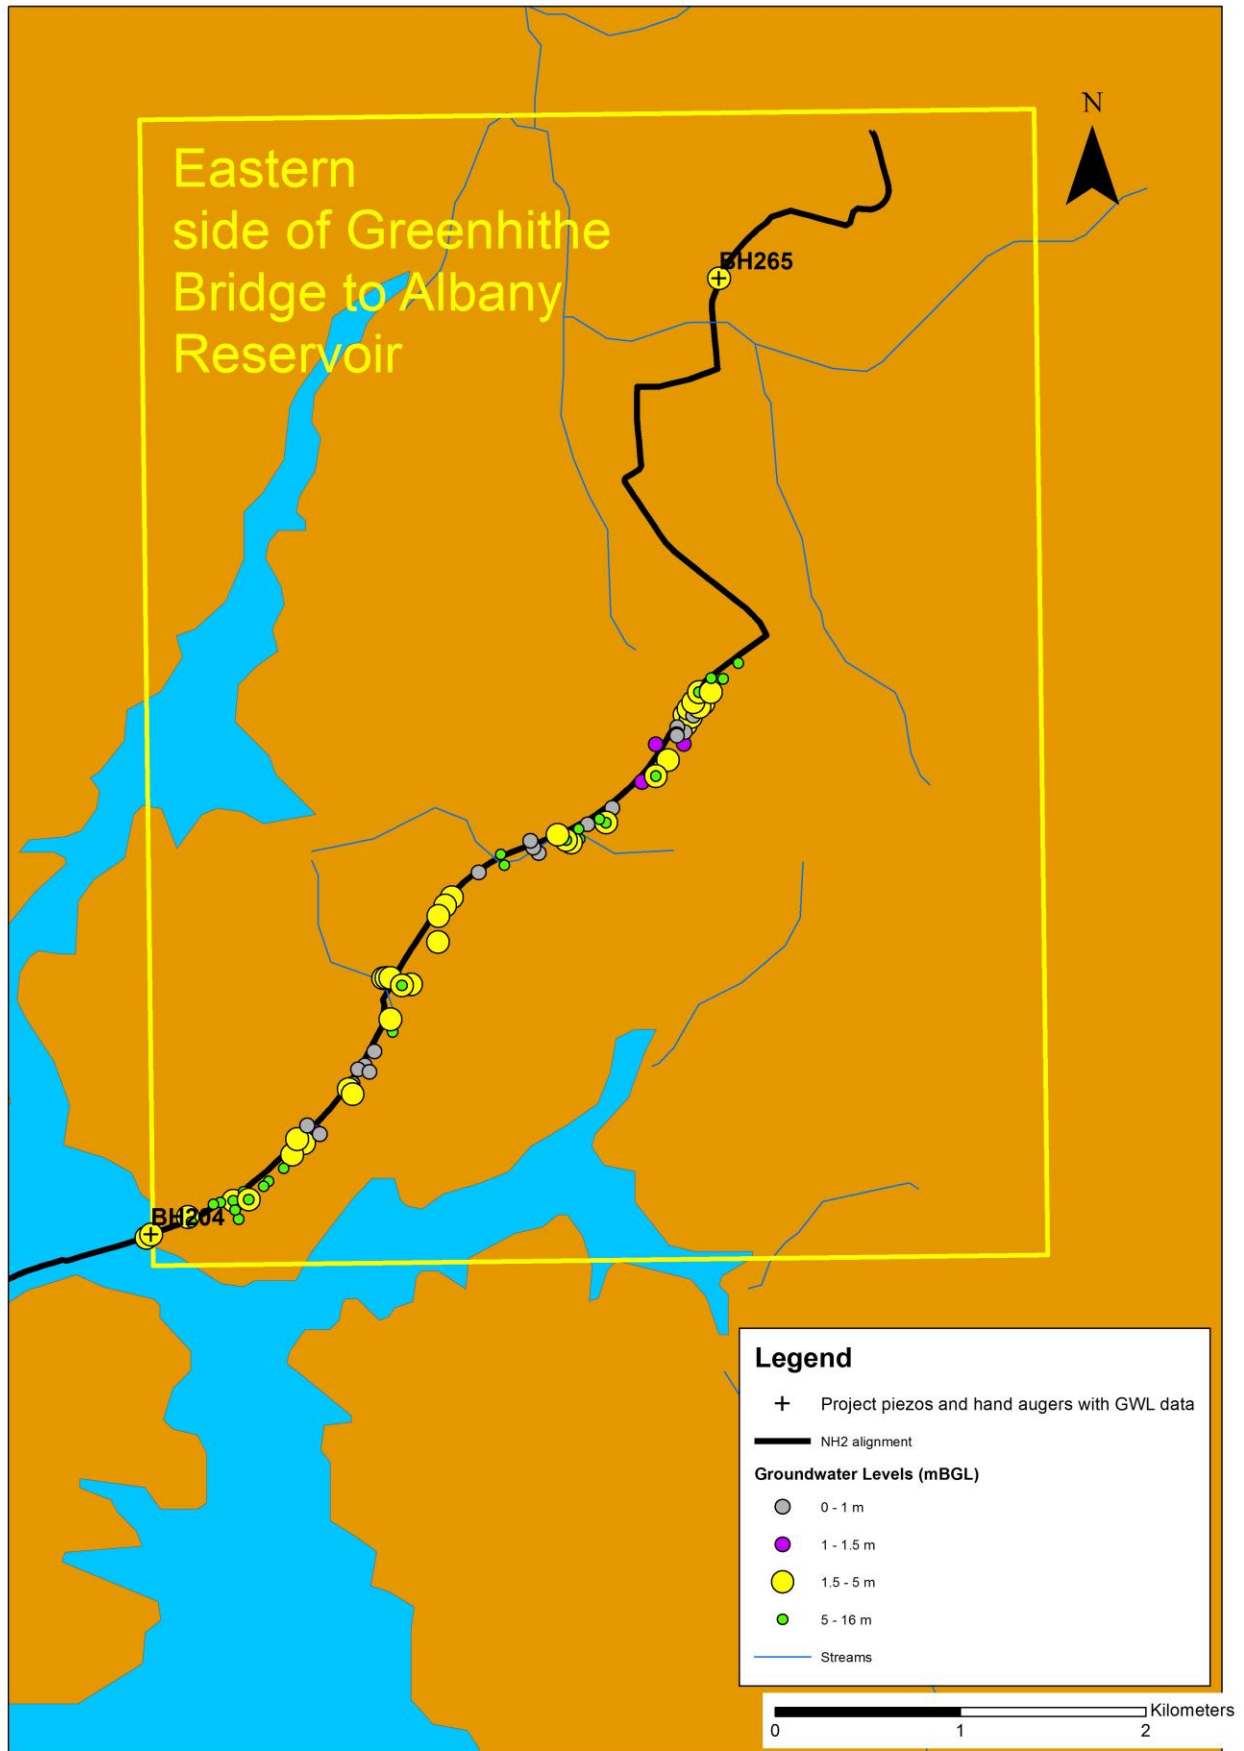 N
Eastern
side of Greenhithe
Bridge to Albany
Reservoir
BH265
BH204
Legend
Project piezos and hand augers with GWL data
NH2 alignment
Groundwater Levels (mBGL)
0 - 1 m
1 - 1.5 m
1.5 - 5 m
5 - 16 m
Streams
Kilometers
0 1 2